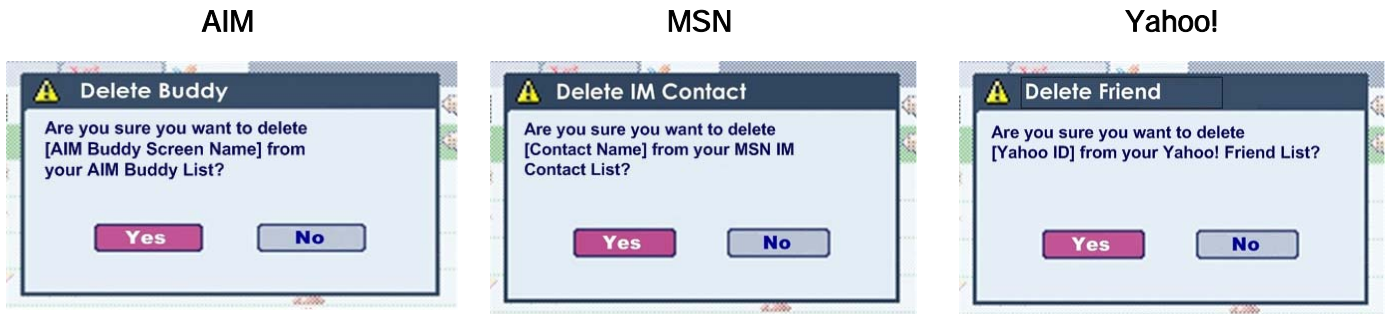 AIM
MSN
Yahoo!
Delete Buddy
Are you sure you want to delete
[AIM Buddy Screen Name] from
your AIM Buddy List?
Yes
No
Delete IM Contact
Are you sure you want to delete
[Contact Name] from your MSN IM
Contact List?
Yes
No
Delete Friend
Are you sure you want to delete
[Yahoo ID] from your Yahoo! Friend List?
Yes
No